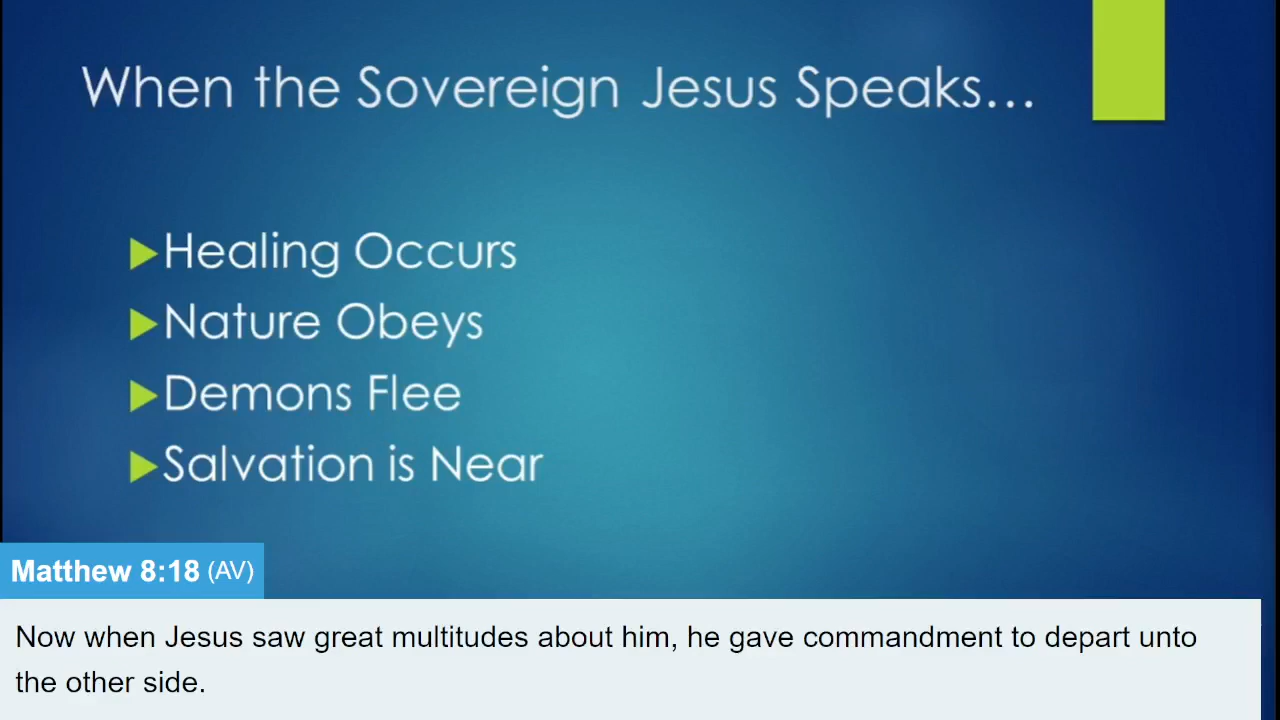 When the Sovereign Jesus Speaks…
Healing Occurs
Nature Obeys
Demons Flee
Salvation is Near
Matthew 8:18 (AV)
Now when Jesus saw great multitudes about him, he gave commandment to depart unto
the other side.